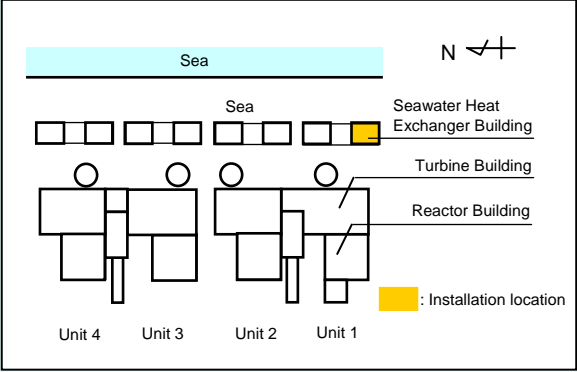 Sea
N
Sea
Seawater Heat
Exchanger Building
Turbine Building
Reactor Building
: Installation location
Unit 4
Unit 3
Unit 2
Unit 1